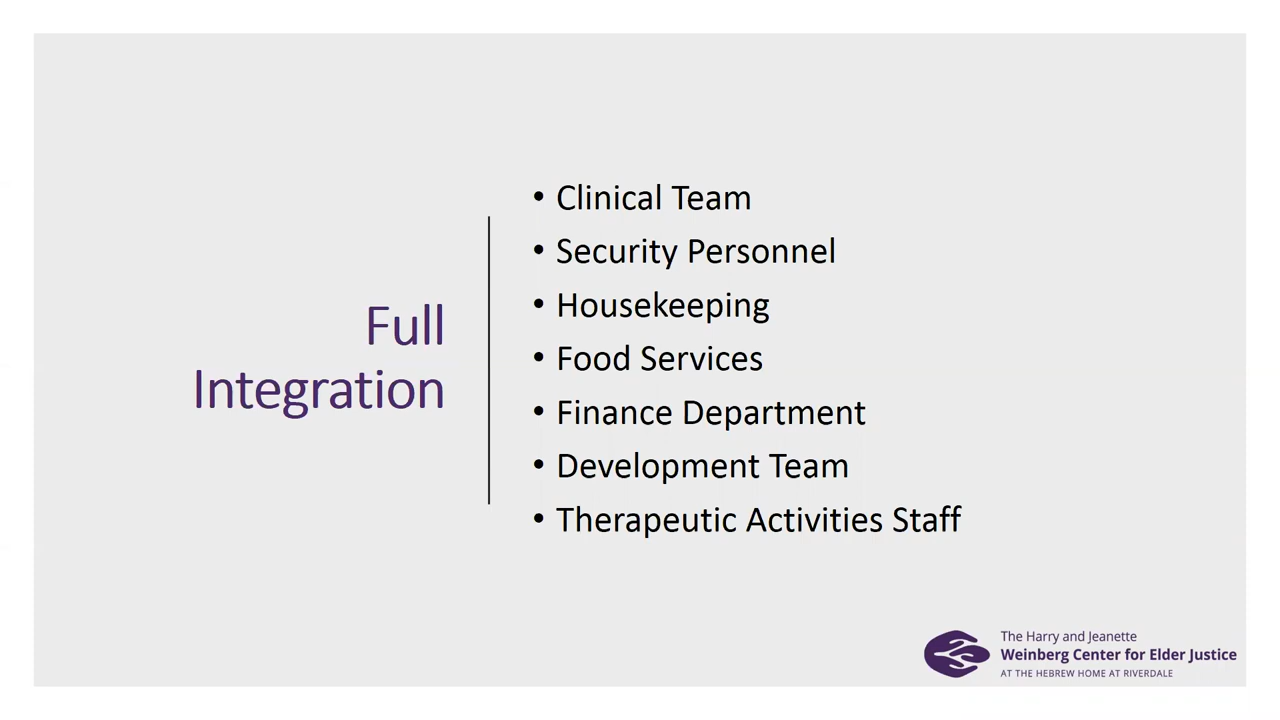 Full
Integration
• Clinical Team
• Security Personnel
• Housekeeping
• Food Services
• Finance Department
• Development Team
• Therapeutic Activities Staff
The Harry and Jeanette
Weinberg Center for Elder Justice
AT THE HEBREW HOME AT RIVERDALE